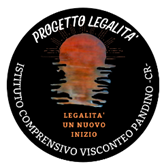 PROGETTO LEGALITA'
LEGALITA'
UN NUOVO
INIZIO
ISTITUTO COMPRENSIVO VISCONTEO PANDINO -CR-